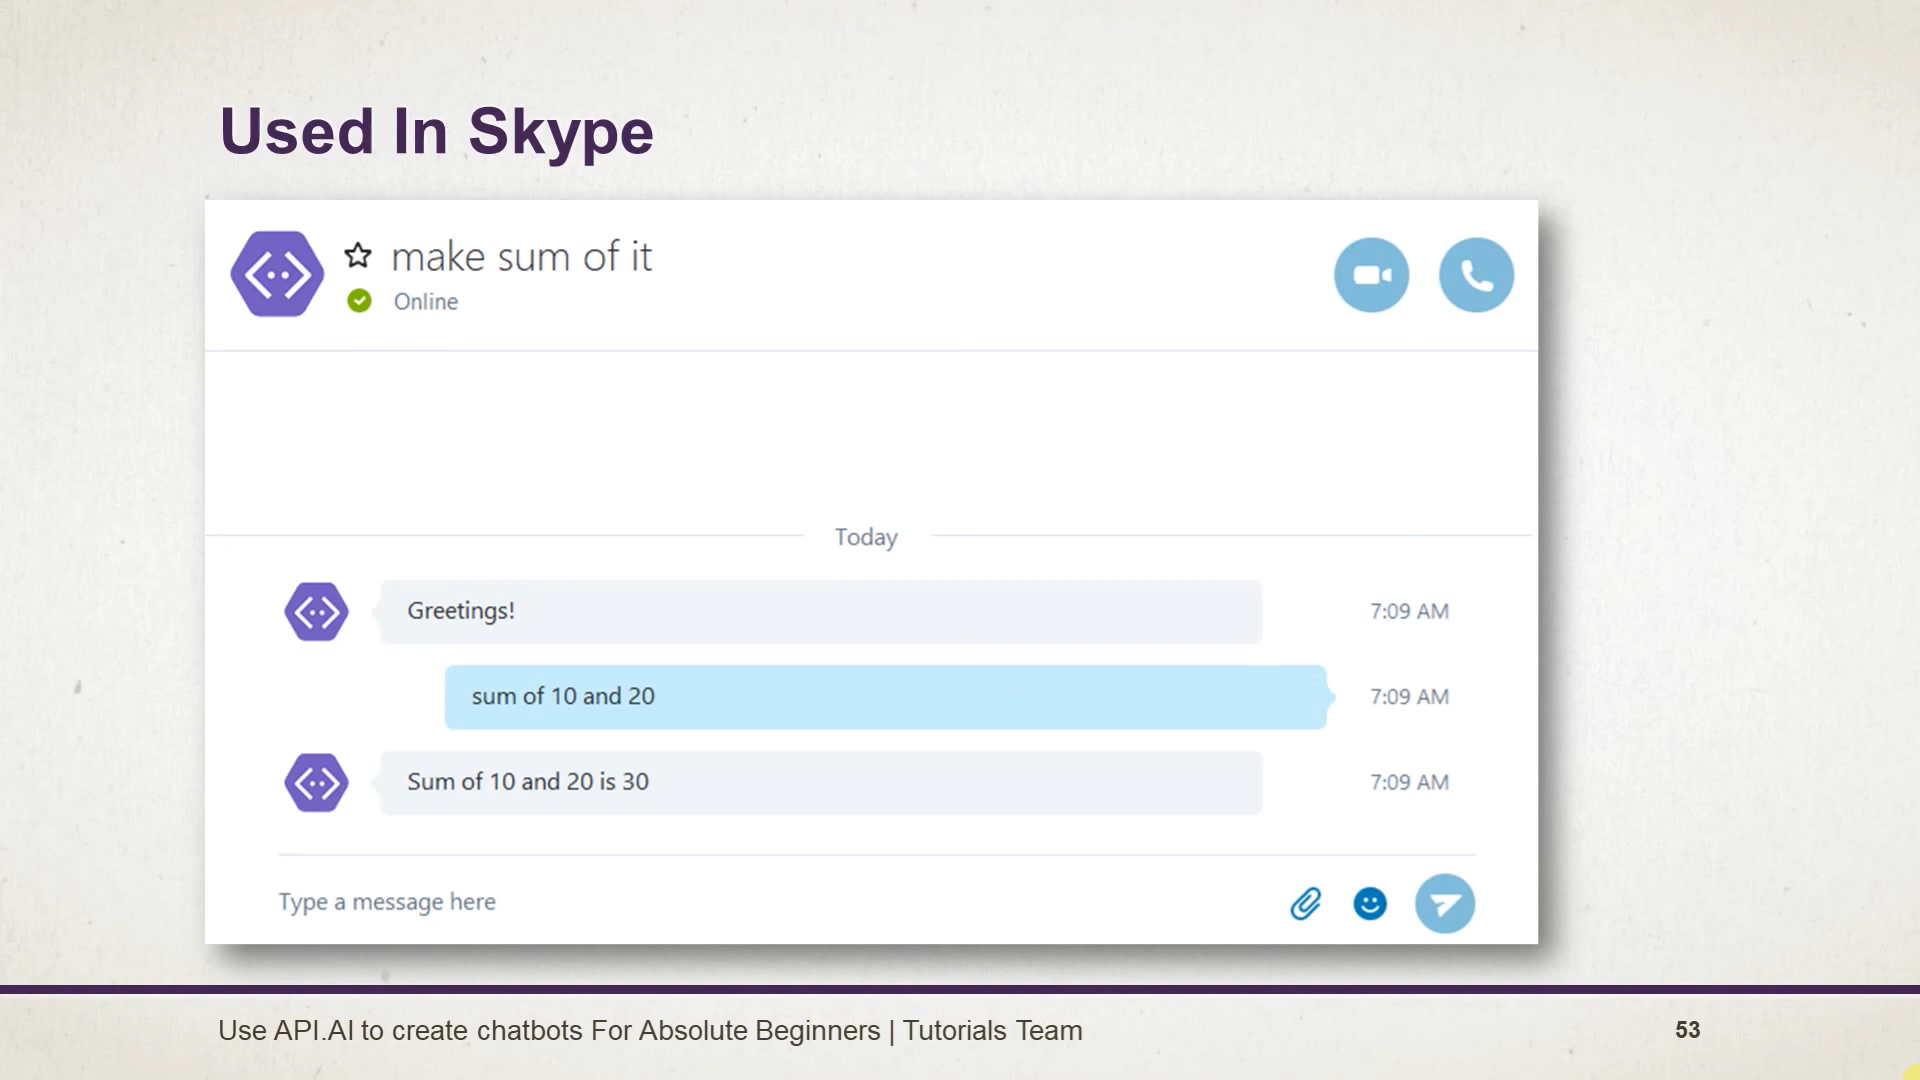 Used In Skype
make sum of it
Online
Today
Greetings!
7:09 AM
sum of 10 and 20
7:09 AM
Sum of 10 and 20 is 30
7:09 AM
Type a message here
Use API.AI to create chatbots For Absolute Beginners | Tutorials Team
53